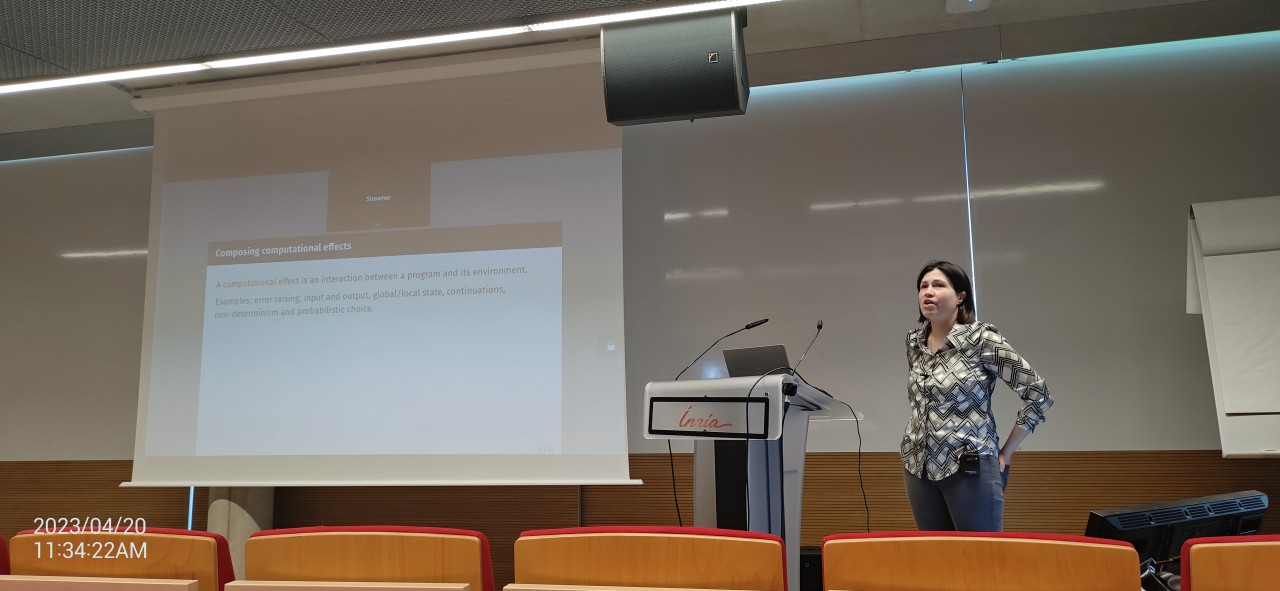 Streamer
Composing computational effects
A computational effect is an interaction between a program and its environment.
Examples: error raising, input and output, global/local state, continuations,
non-determinism and probabilistic choice.
Inria
2023/04/20
11:34:22AM